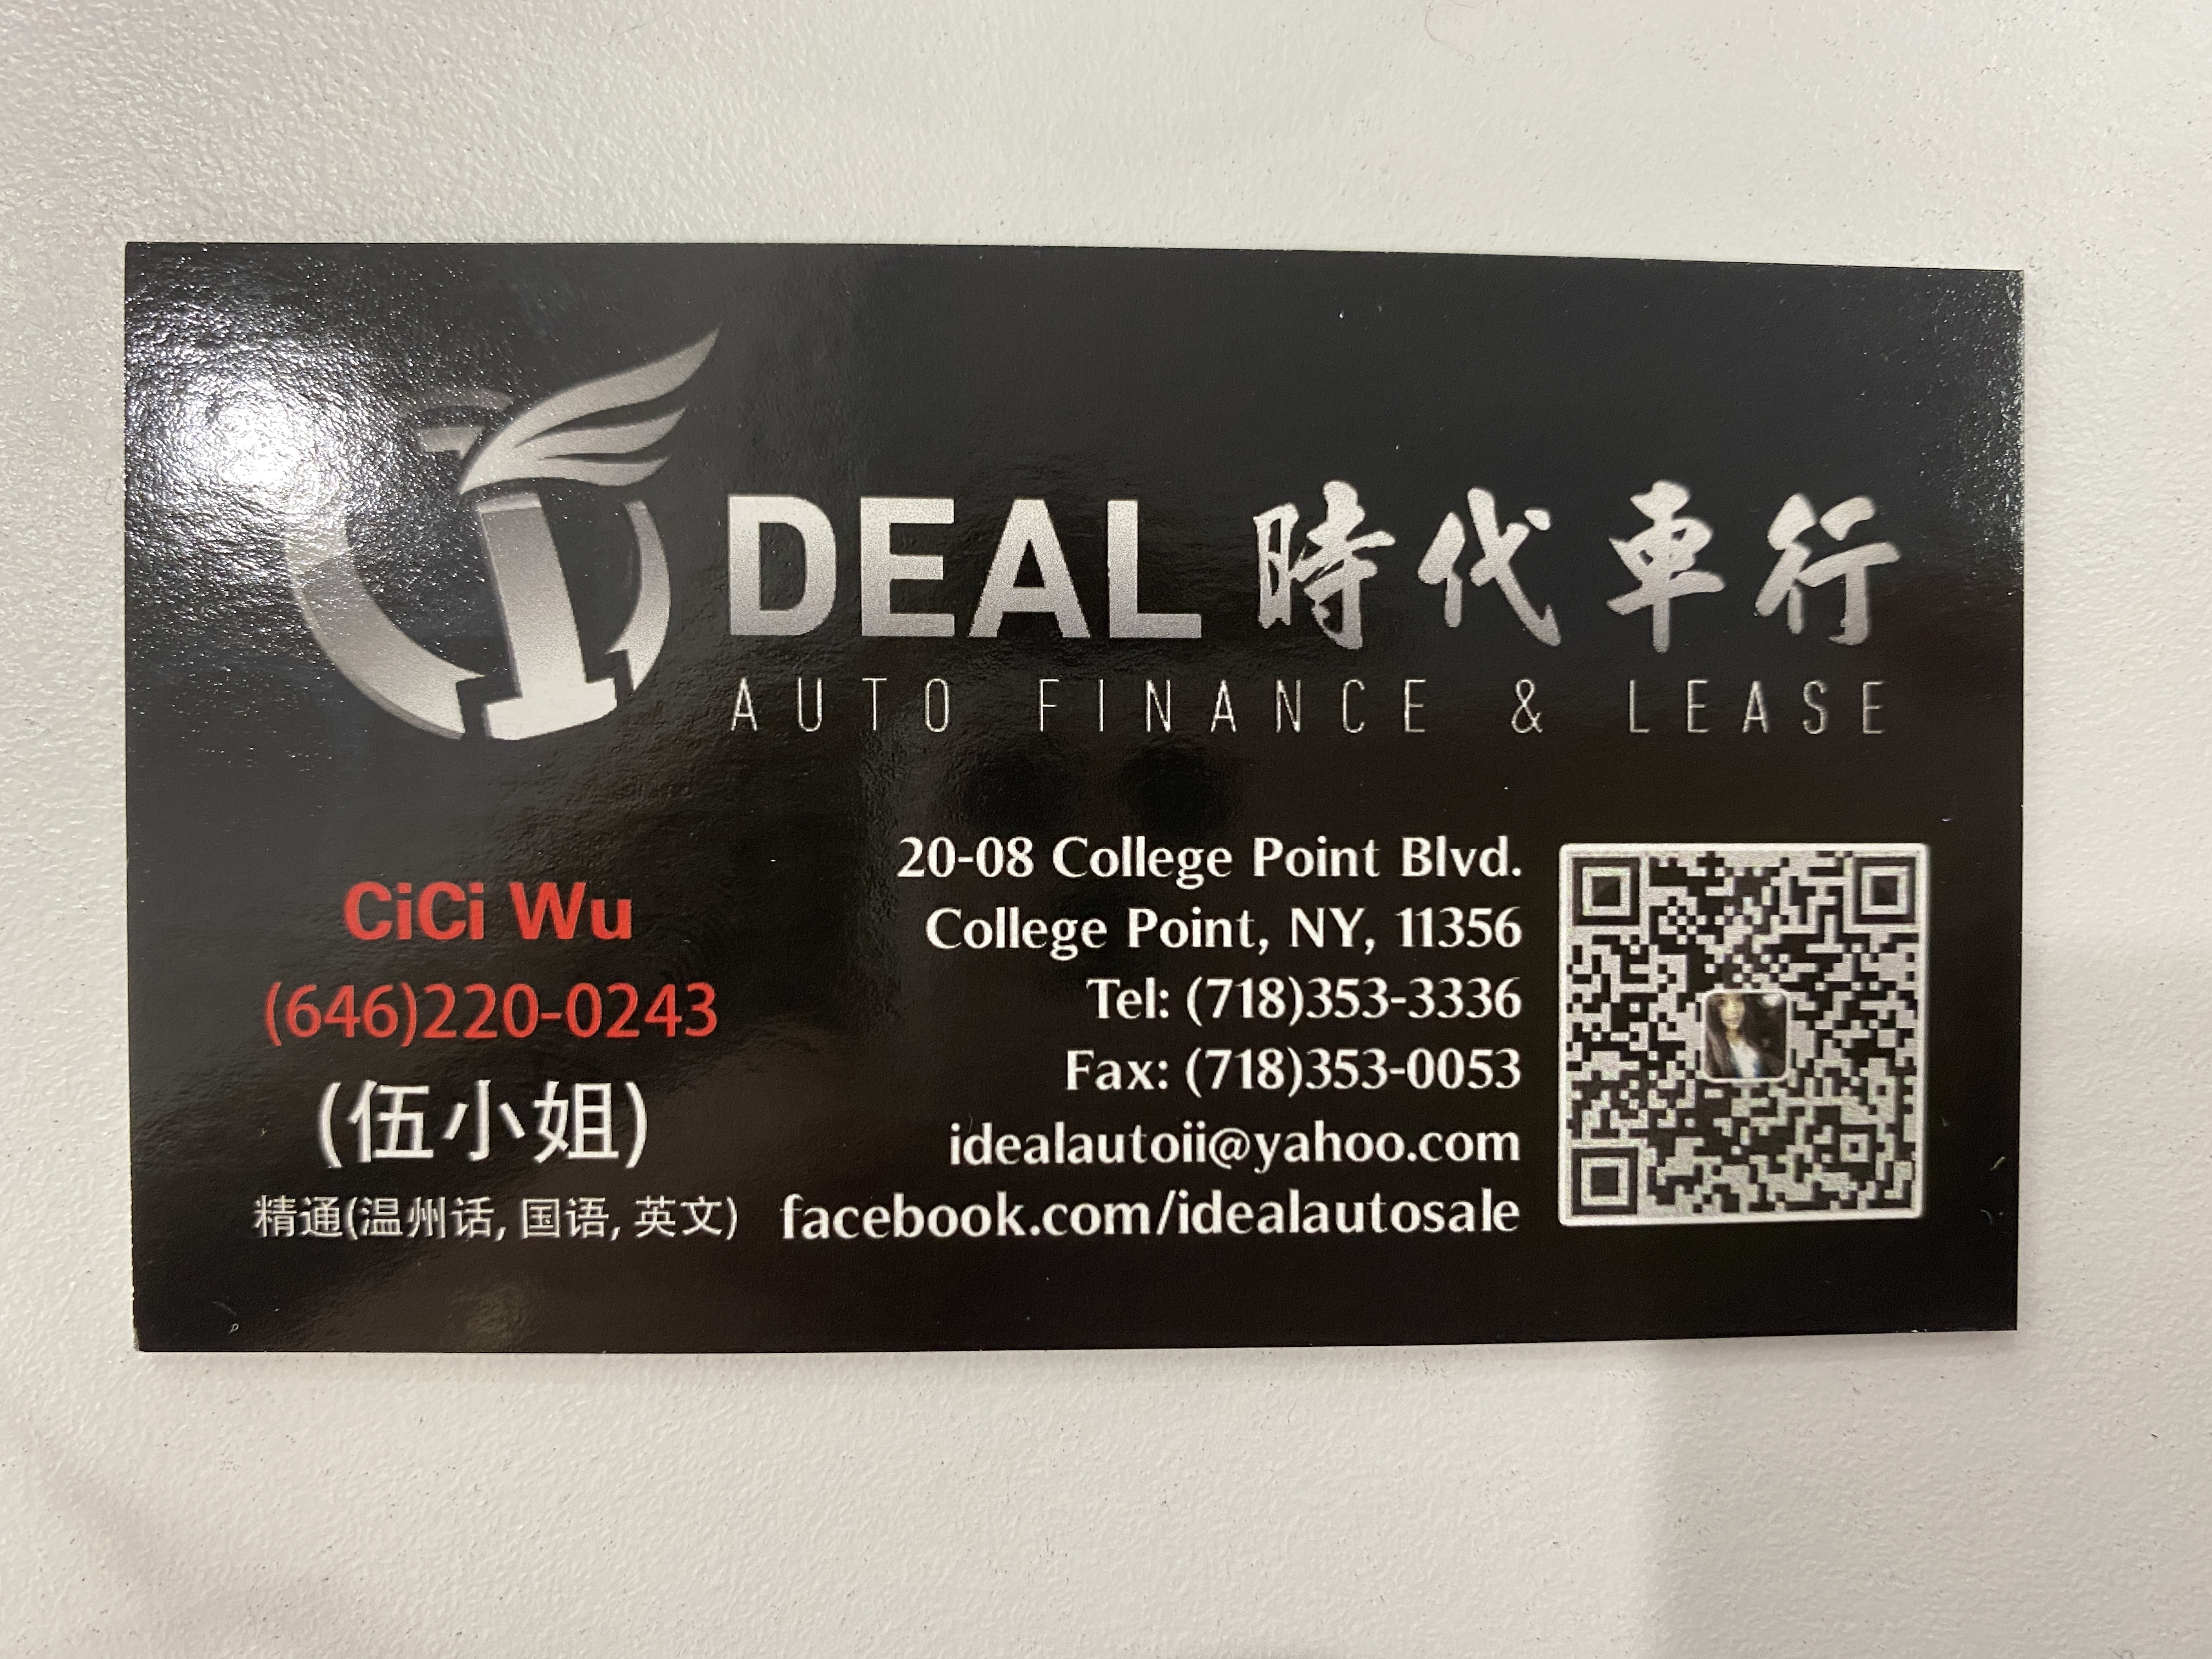 iDEAL 時代車行
AUTO FINANCE & LEASE
CiCi Wu
(646)220-0243
(伍小姐)
精通(温州话, 国语, 英文)
20-08 College Point Blvd.
College Point, NY, 11356
Tel: (718)353-3336
Fax: (718)353-0053
idealautoii@yahoo.com
facebook.com/idealautosale